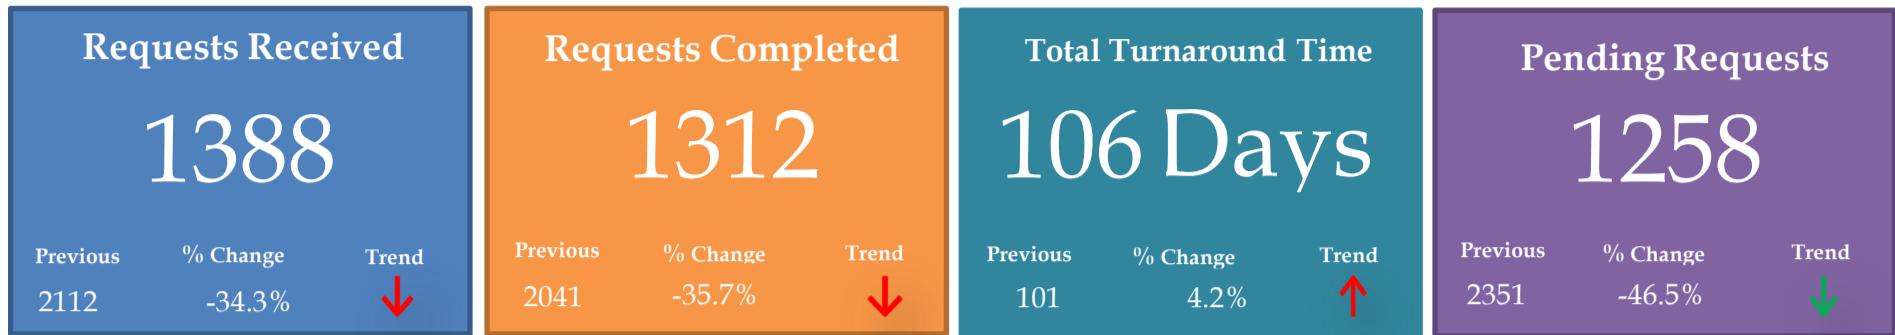 Requests Received
1388
Previous % Change Trend
2112 -34.3% ↓
Requests Completed
1312
Previous % Change Trend
2041 -35.7% ↓
Total Turnaround Time
106 Days
Previous % Change Trend
101 4.2% ↑
Pending Requests
1258
Previous % Change Trend
2351 -46.5% ↓